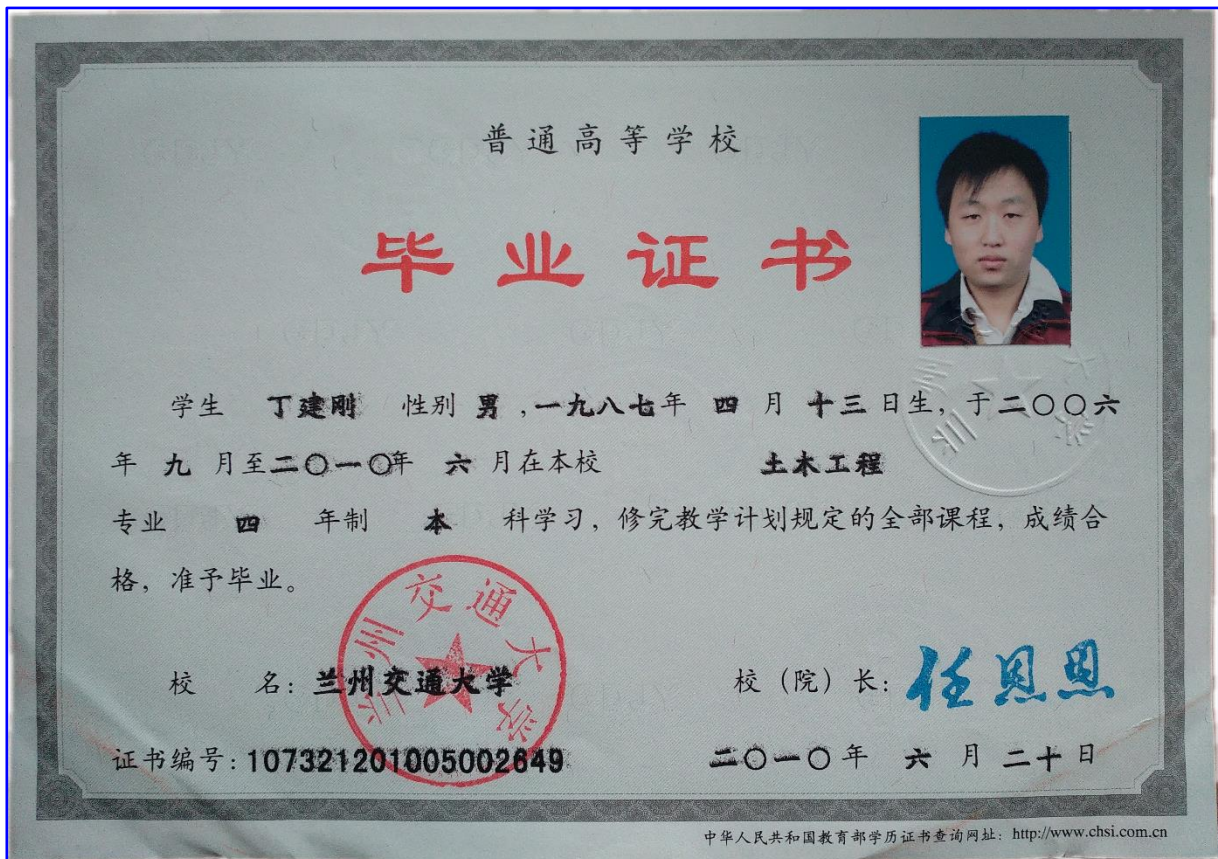 普通高等学校
毕业证书
学生 丁建刚 性别 男 ,一九八七年 四 月 十三 日生，于二〇〇六
年 九 月至二〇一〇年 六 月在本校 土木工程
专业 四 年制 本 科学习，修完教学计划规定的全部课程，成绩合
格，准予毕业。
兰州交通大学
校 名：兰州交通大学 校（院）长：任恩恩
证书编号：107321201005002649 二〇一〇年 六 月 二十 日
中华人民共和国教育部学历证书查询网址：http://www.chsi.com.cn